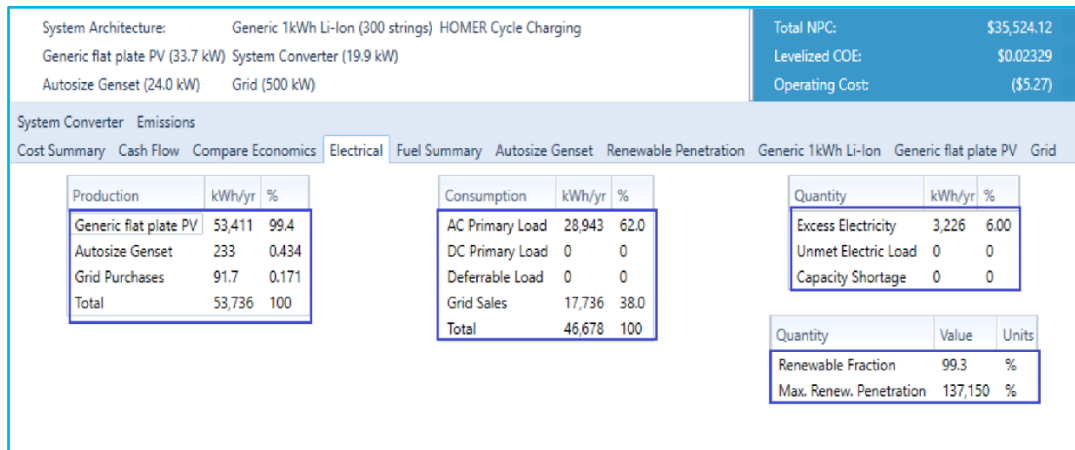 System Architecture: Generic 1kWh Li-Ion (300 strings) HOMER Cycle Charging
Generic flat plate PV (33.7 kW) System Converter (19.9 kW)
Autosize Genset (24.0 kW) Grid (500 kW)
Total NPC: $35,524.12
Levelized COE: $0.02329
Operating Cost: ($5.27)
System Converter Emissions
Cost Summary Cash Flow Compare Economics Electrical Fuel Summary Autosize Genset Renewable Penetration Generic 1kWh Li-Ion Generic flat plate PV Grid
Production kWh/yr %
Generic flat plate PV 53,411 99.4
Autosize Genset 233 0.434
Grid Purchases 91.7 0.171
Total 53,736 100
Consumption kWh/yr %
AC Primary Load 28,943 62.0
DC Primary Load 0 0
Deferrable Load 0 0
Grid Sales 17,736 38.0
Total 46,678 100
Quantity kWh/yr %
Excess Electricity 3,226 6.00
Unmet Electric Load 0 0
Capacity Shortage 0 0
Quantity Value Units
Renewable Fraction 99.3 %
Max. Renew. Penetration 137,150 %